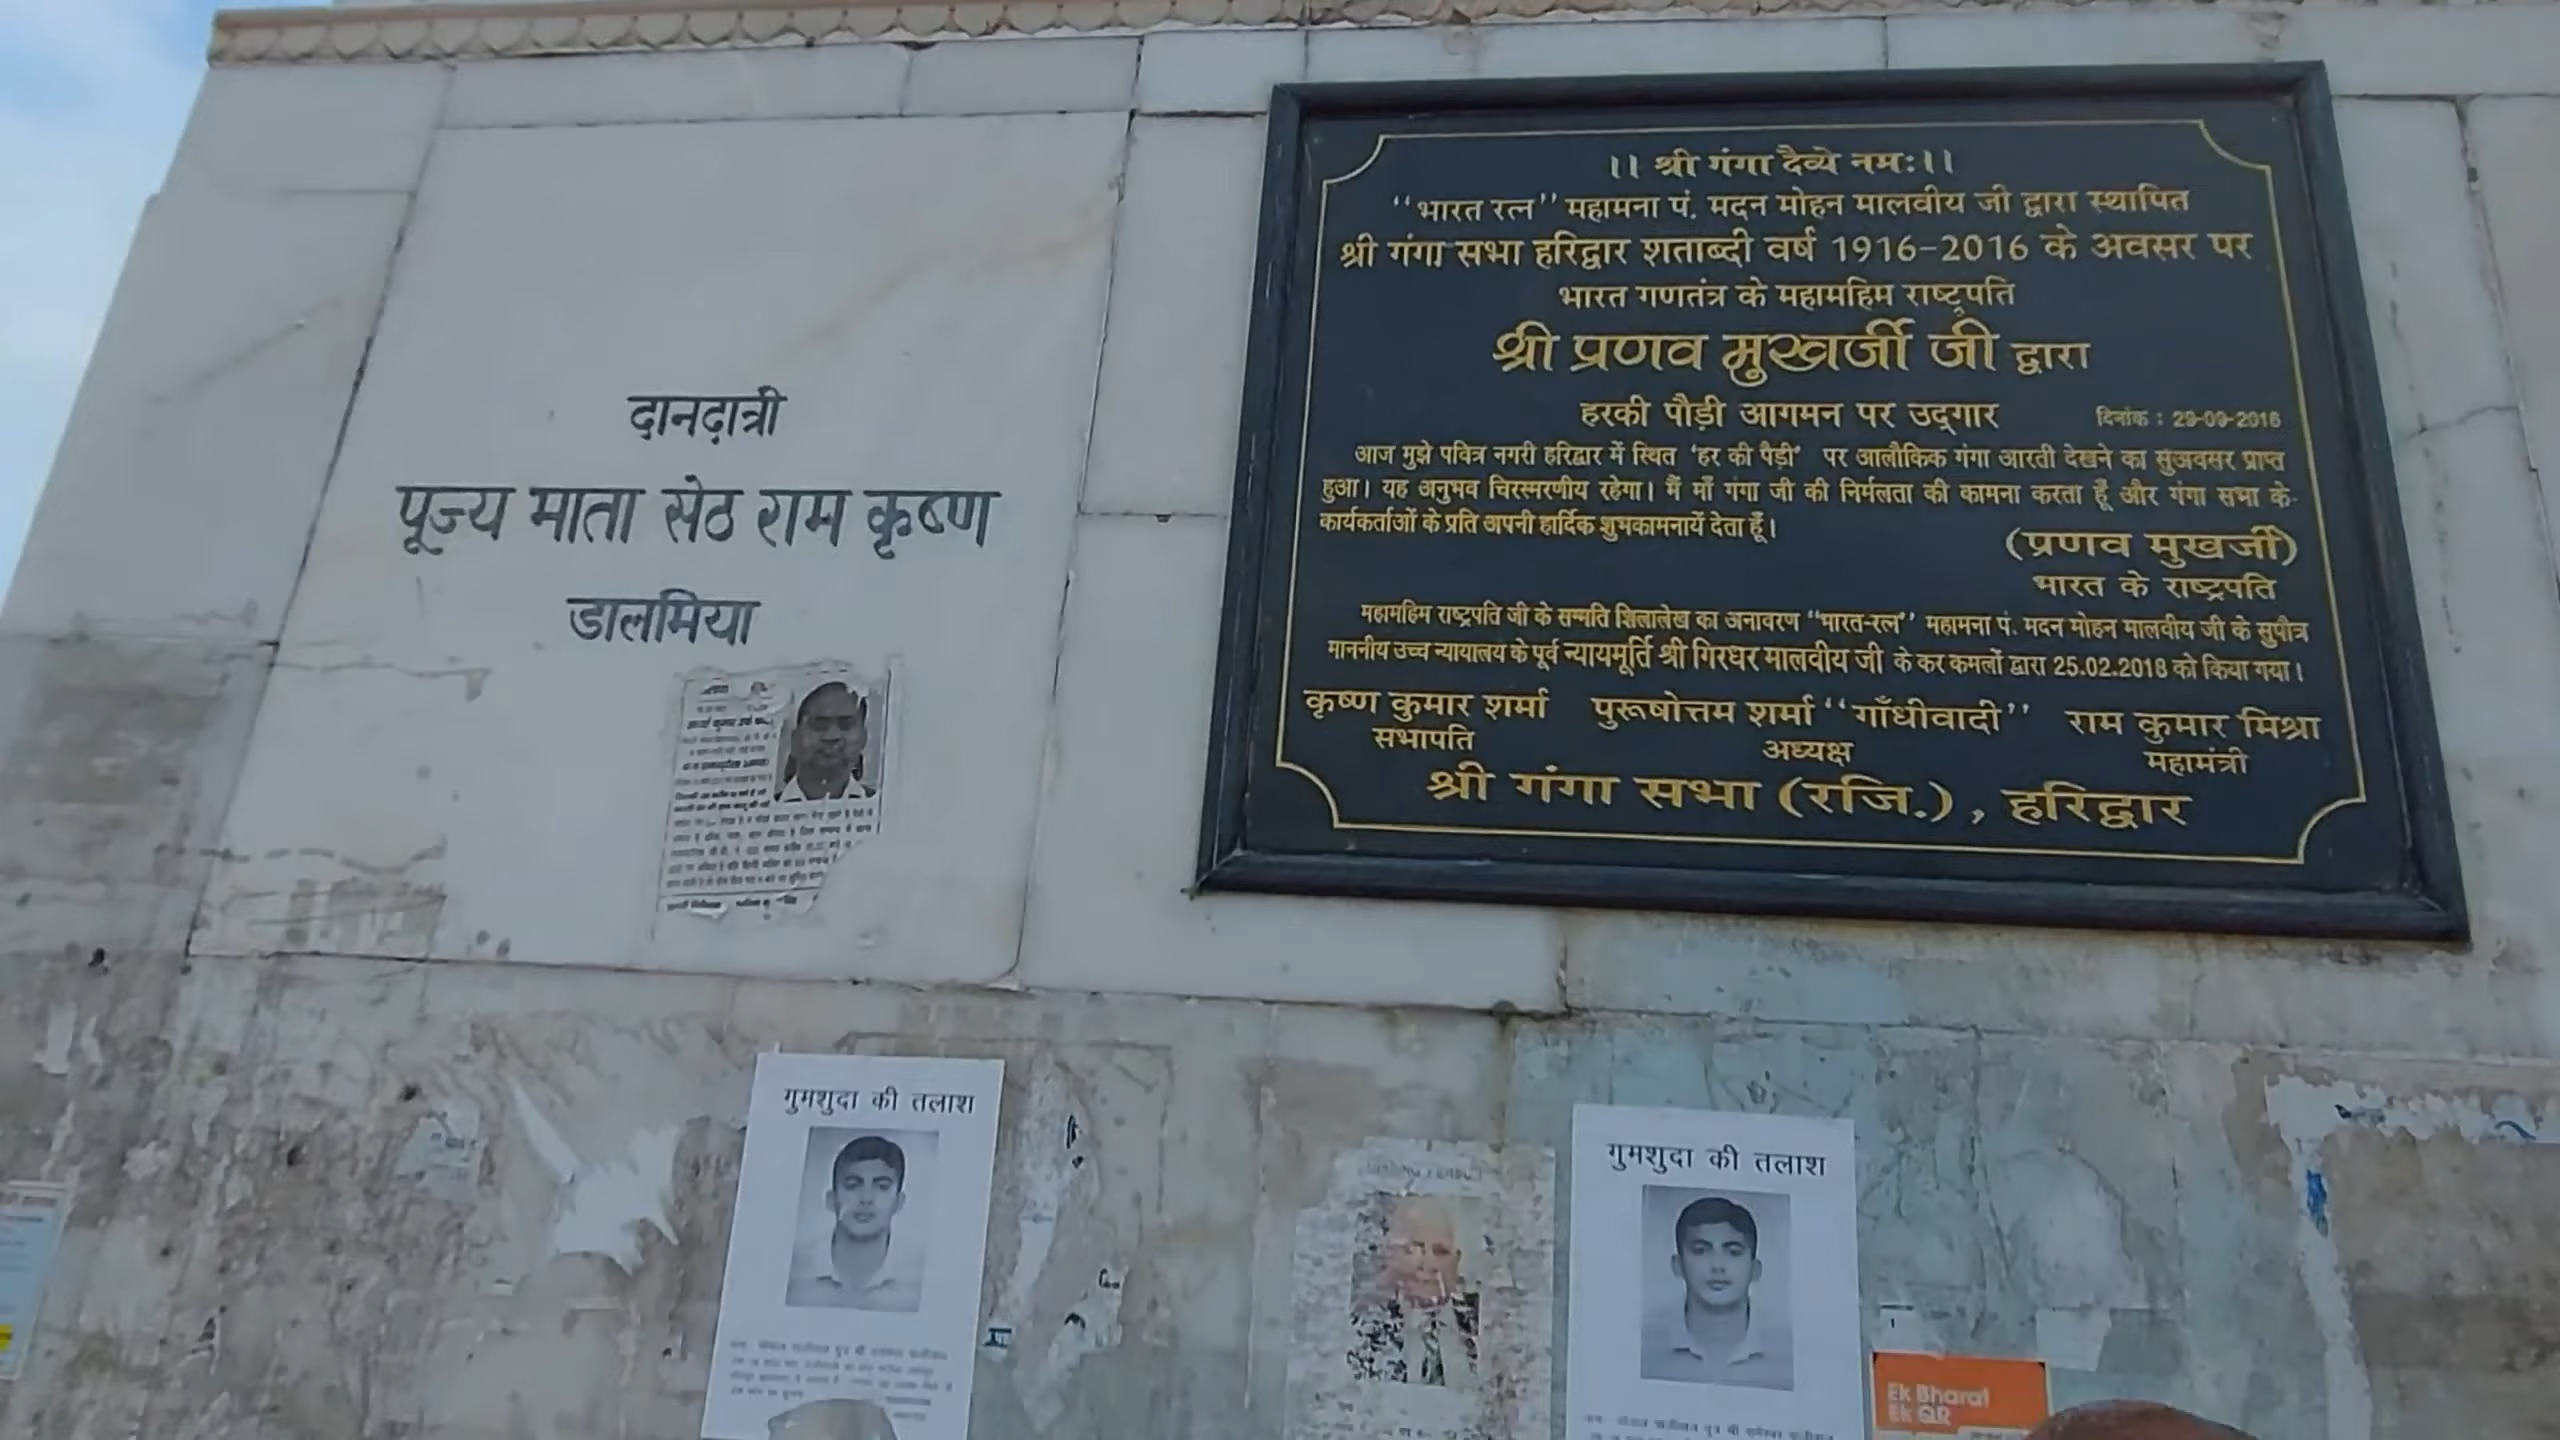 दानदात्री
पूज्य माता सेठ राम कृष्ण
डालमिया
।। श्री गंगा दैव्ये नमः।।
“भारत रत्न” महामना पं. मदन मोहन मालवीय जी द्वारा स्थापित
श्री गंगा सभा हरिद्वार शताब्दी वर्ष 1916-2016 के अवसर पर
भारत गणतंत्र के महामहिम राष्ट्रपति
श्री प्रणव मुखर्जी जी द्वारा
हरकी पौड़ी आगमन पर उद्‌गार
दिनांक : 29-09-2016
आज मुझे पवित्र नगरी हरिद्वार में स्थित 'हर की पैड़ी' पर आलौकिक गंगा आरती देखने का सुअवसर प्राप्त
हुआ। यह अनुभव चिरस्मरणीय रहेगा। मैं माँ गंगा जी की निर्मलता की कामना करता हूँ और गंगा सभा के
कार्यकर्ताओं के प्रति अपनी हार्दिक शुभकामनायें देता हूँ।
(प्रणव मुखर्जी)
भारत के राष्ट्रपति
महामहिम राष्ट्रपति जी के सम्मति शिलालेख का अनावरण “भारत-रत्न” महामना पं. मदन मोहन मालवीय जी के सुपौत्र
माननीय उच्च न्यायालय के पूर्व न्यायमूर्ति श्री गिरधर मालवीय जी के कर कमलों द्वारा 25.02.2018 को किया गया।
कृष्ण कुमार शर्मा पुरूषोत्तम शर्मा “गाँधीवादी” राम कुमार मिश्रा
सभापति अध्यक्ष महामंत्री
श्री गंगा सभा (रजि.), हरिद्वार
गुमशुदा की तलाश
गुमशुदा की तलाश
Ek Bharat
Ek QR